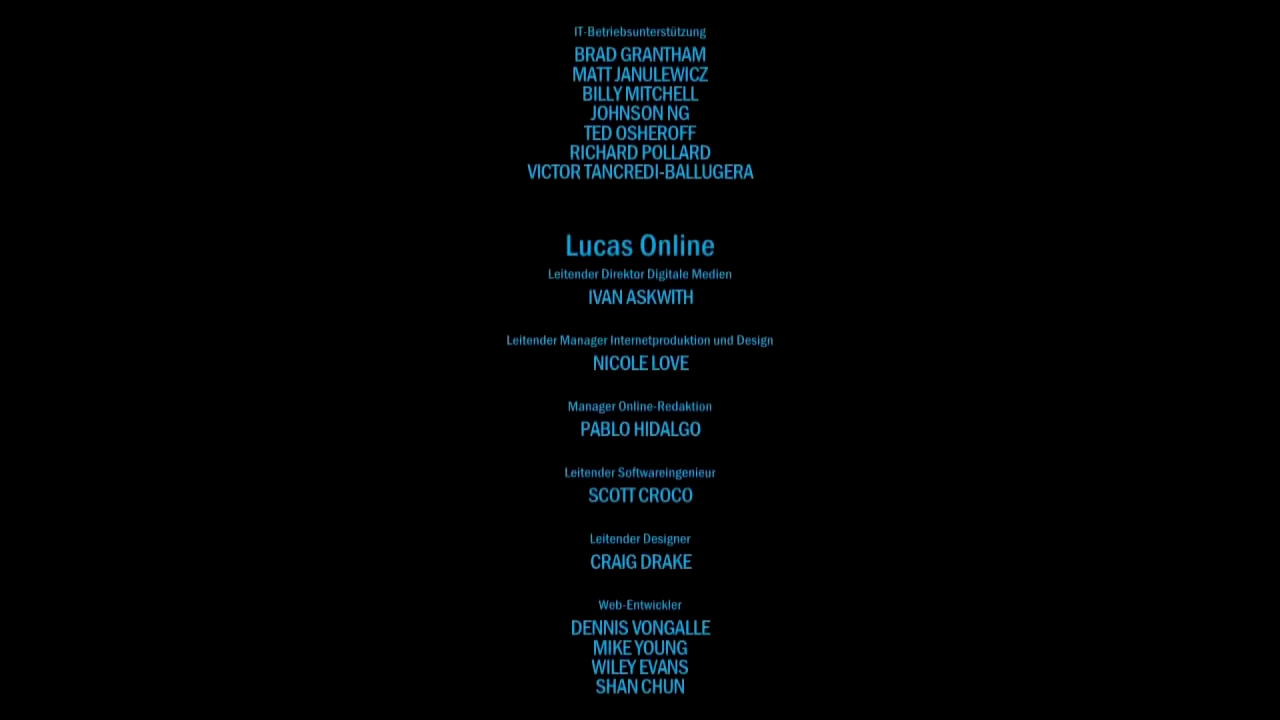 IT-Betriebsunterstützung
BRAD GRANTHAM
MATT JANULEWICZ
BILLY MITCHELL
JOHNSON NG
TED OSHEROFF
RICHARD POLLARD
VICTOR TANCREDI-BALLUGERA
Lucas Online
Leitender Direktor Digitale Medien
IVAN ASKWITH
Leitender Manager Internetproduktion und Design
NICOLE LOVE
Manager Online-Redaktion
PABLO HIDALGO
Leitender Softwareingenieur
SCOTT CROCO
Leitender Designer
CRAIG DRAKE
Web-Entwickler
DENNIS VONGALLE
MIKE YOUNG
WILEY EVANS
SHAN CHUN